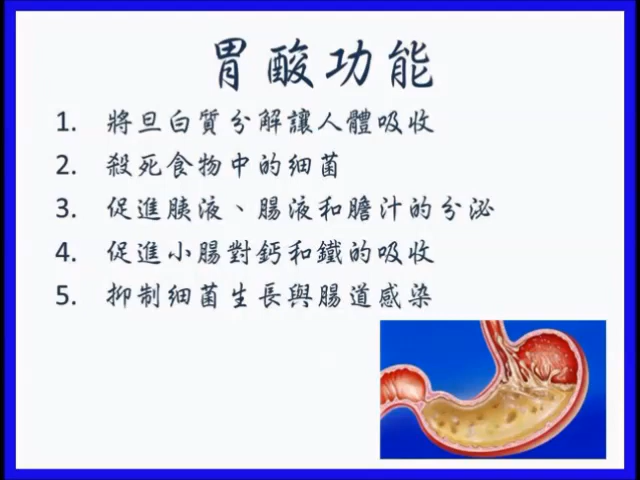 胃酸功能
1. 將旦白質分解讓人體吸收
2. 殺死食物中的細菌
3. 促進胰液、腸液和膽汁的分泌
4. 促進小腸對鈣和鐵的吸收
5. 抑制細菌生長與腸道感染